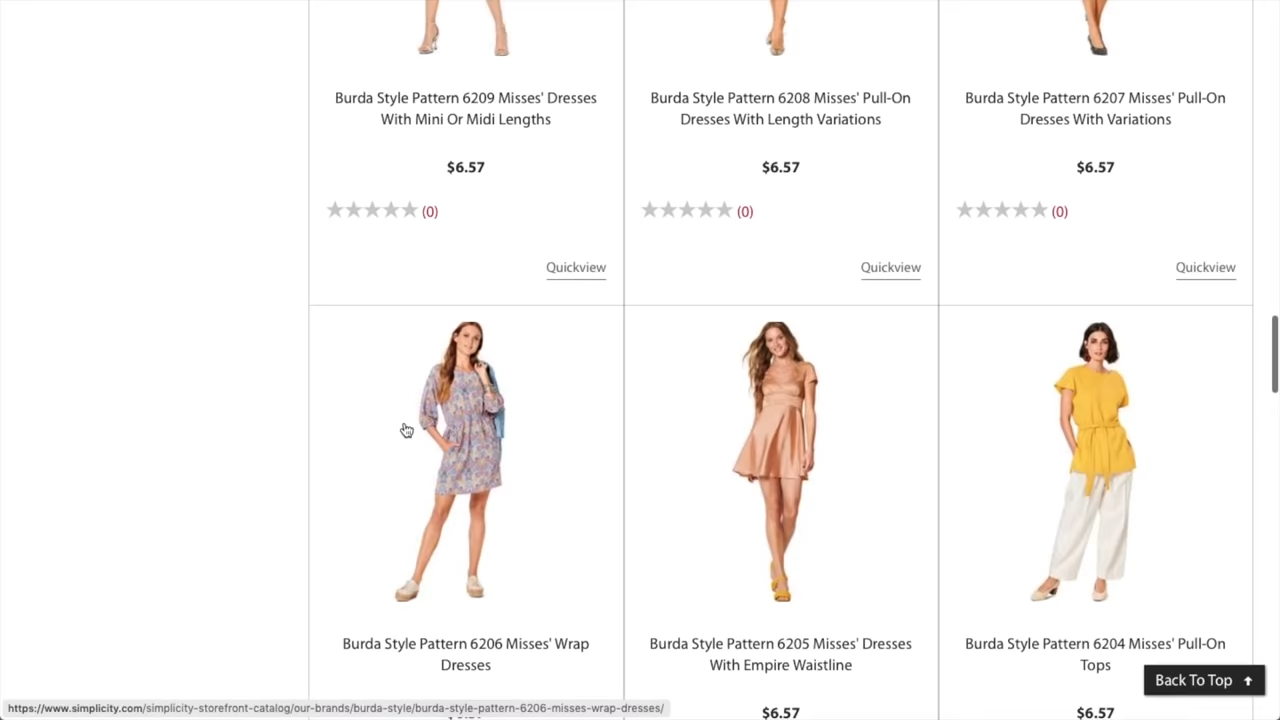 Burda Style Pattern 6209 Misses' Dresses
With Mini Or Midi Lengths
$6.57
(0)
Quickview
Burda Style Pattern 6208 Misses' Pull-On
Dresses With Length Variations
$6.57
(0)
Quickview
Burda Style Pattern 6207 Misses' Pull-On
Dresses With Variations
$6.57
(0)
Quickview
Burda Style Pattern 6206 Misses' Wrap
Dresses
Burda Style Pattern 6205 Misses' Dresses
With Empire Waistline
$6.57
Burda Style Pattern 6204 Misses' Pull-On
Tops
$6.57
Back To Top
https://www.simplicity.com/simplicity-storefront-catalog/our-brands/burda-style/burda-style-pattern-6206-misses-wrap-dresses/